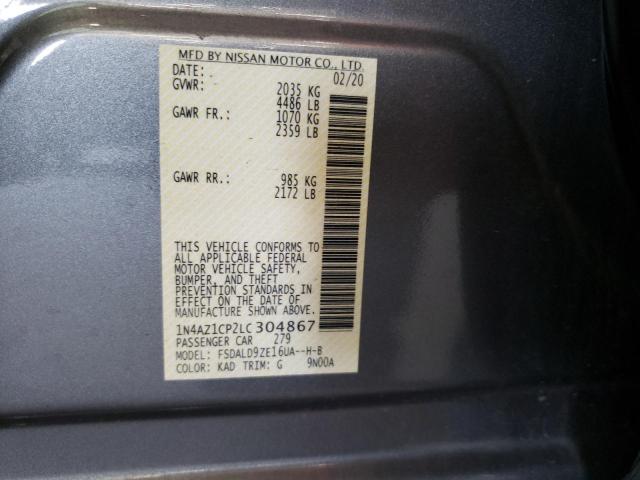 MFD BY NISSAN MOTOR CO., LTD
DATE: . 02/20
GVWR: 2035 KG
4486 LB
GAWR FR.: 1070 KG
2359 LB
GAWR RR.: 985 KG
2172 LB
THIS VEHICLE CONFORMS TO
ALL APPLICABLE FEDERAL
MOTOR VEHICLE SAFETY,
BUMPER, AND THEFT
PREVENTION STANDARDS IN
EFFECT ON THE DATE OF
MANUFACTURE SHOWN ABOVE.
1N4AZ1CP2LC304867
PASSENGER CAR 279
MODEL: FSDALD9ZE16UA--H-B
COLOR: KAD TRIM: G 9N00A